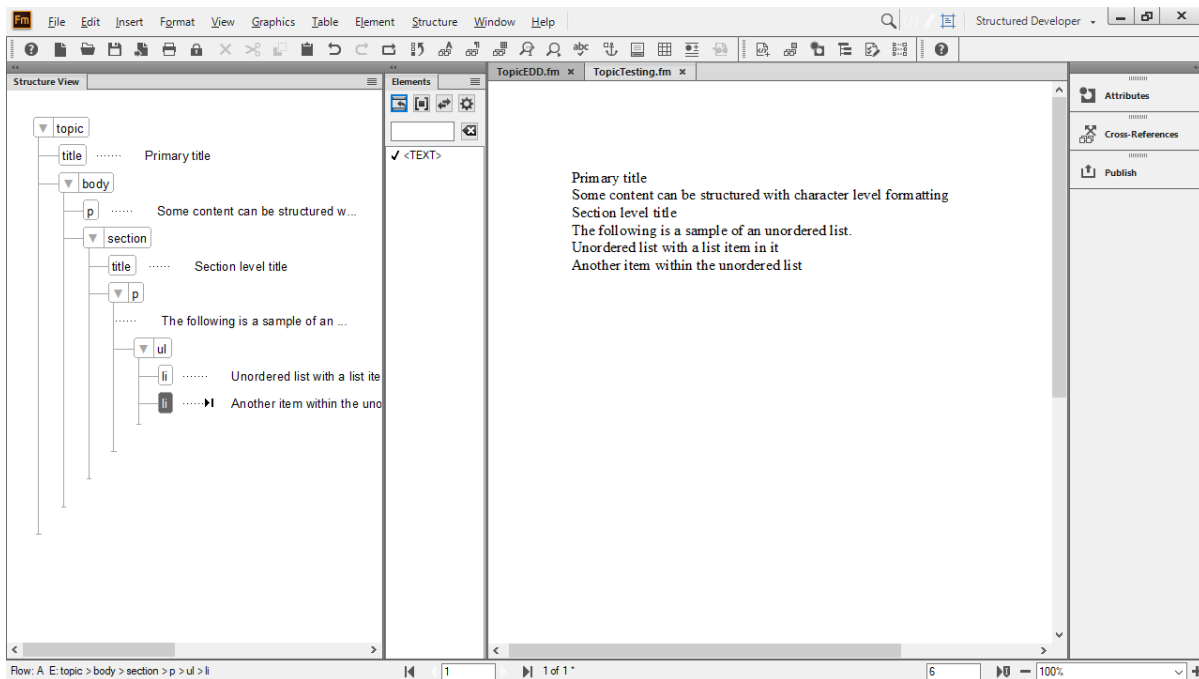 Fm File Edit Insert Format View Graphics Table Element Structure Window Help Structured Developer
Structure View
Elements
TopicEDD.fm × TopicTesting.fm ×
topic
title Primary title
body
p Some content can be structured w...
section
title Section level title
p
The following is a sample of an ...
ul
li Unordered list with a list ite
li Another item within the uno
<TEXT>
Primary title
Some content can be structured with character level formatting
Section level title
The following is a sample of an unordered list.
Unordered list with a list item in it
Another item within the unordered list
Attributes
Cross-References
Publish
Flow: A E: topic > body > section > p > ul > li 1 1 of 1 * 6 100%